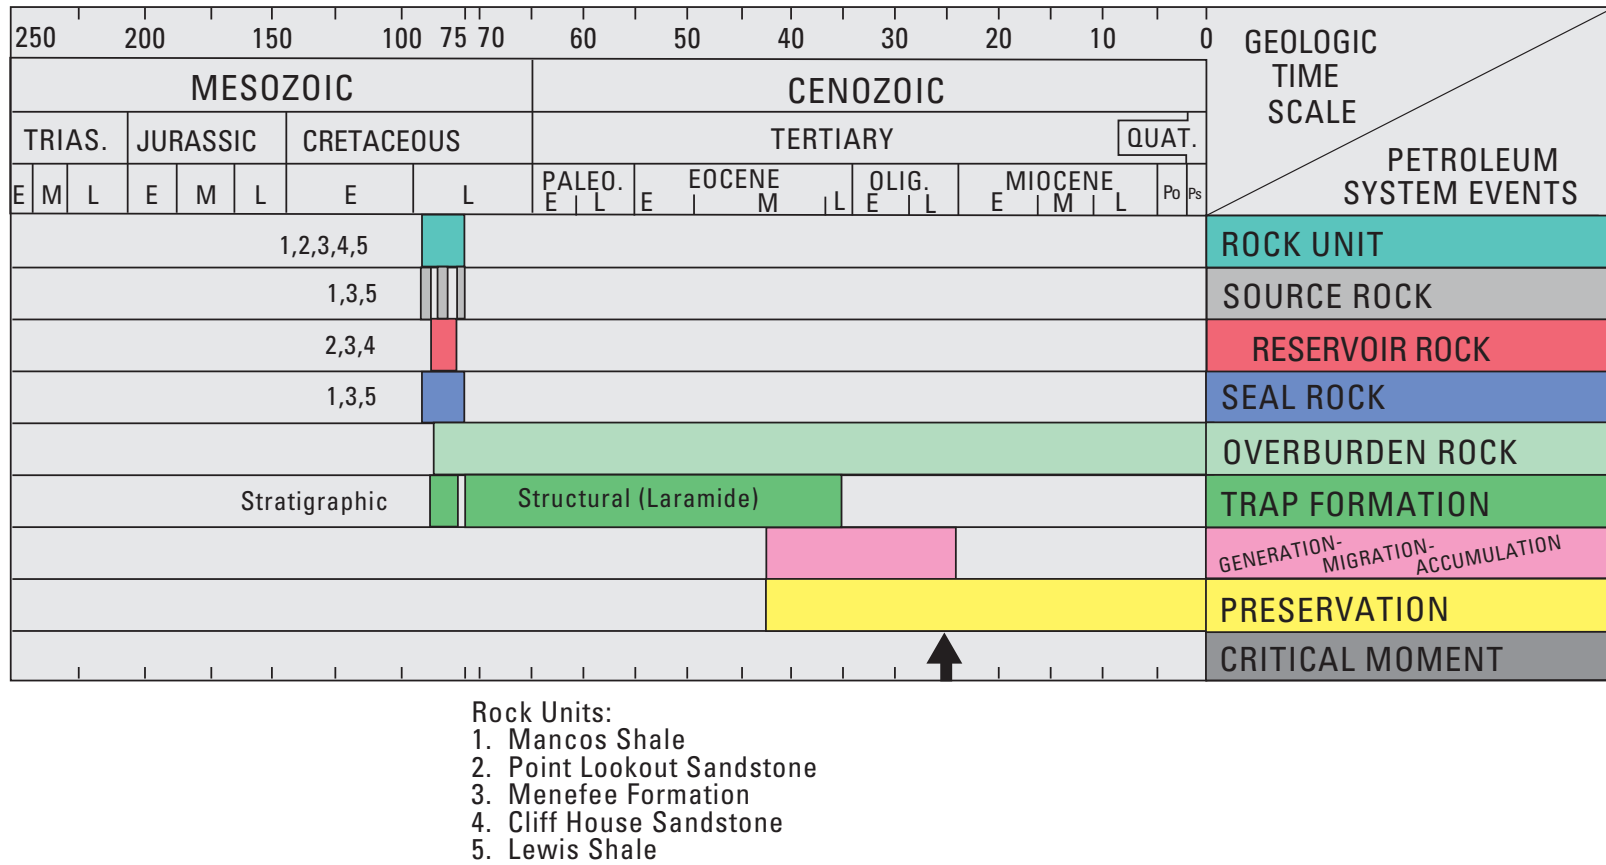 250 200 150 100 75 70 60 50 40 30 20 10 0
GEOLOGIC
TIME
SCALE
PETROLEUM
SYSTEM EVENTS
MESOZOIC CENOZOIC
TRIAS. JURASSIC CRETACEOUS TERTIARY QUAT.
PALEO. EOCENE OLIG. MIOCENE
E M L E M L E L E L E M L E L E M L Po Ps
1,2,3,4,5 ROCK UNIT
1,3,5 SOURCE ROCK
2,3,4 RESERVOIR ROCK
1,3,5 SEAL ROCK
OVERBURDEN ROCK
Stratigraphic Structural (Laramide) TRAP FORMATION
GENERATION-
MIGRATION-
ACCUMULATION
PRESERVATION
CRITICAL MOMENT
Rock Units:
1. Mancos Shale
2. Point Lookout Sandstone
3. Menefee Formation
4. Cliff House Sandstone
5. Lewis Shale